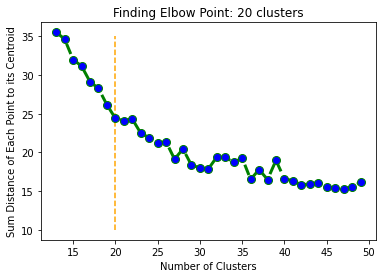 Finding Elbow Point: 20 clusters
Sum Distance of Each Point to its Centroid
35
30
25
20
15
10
15 20 25 30 35 40 45 50
Number of Clusters